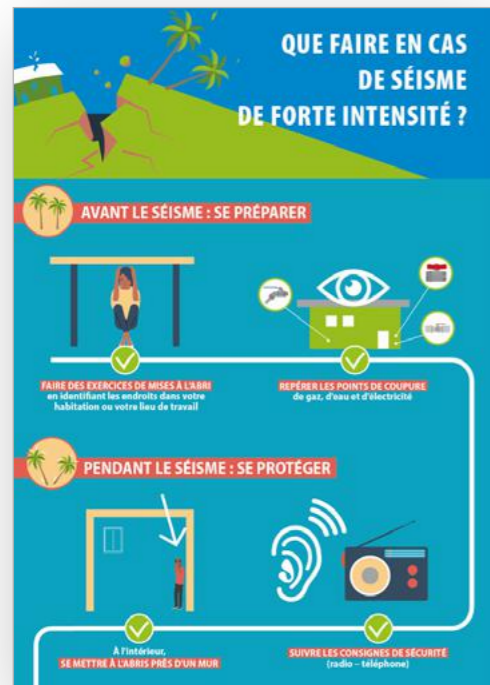 QUE FAIRE EN CAS
DE SÉISME
DE FORTE INTENSITÉ ?
AVANT LE SÉISME : SE PRÉPARER
FAIRE DES EXERCICES DE MISES À L'ABRI
en identifiant les endroits dans votre
habitation ou votre lieu de travail
REPÉRER LES POINTS DE COUPURE
de gaz, d'eau et d'électricité
PENDANT LE SÉISME : SE PROTÉGER
À l'intérieur,
SE METTRE À L'ABRIS PRÈS D'UN MUR
SUIVRE LES CONSIGNES DE SÉCURITÉ
(radio – téléphone)